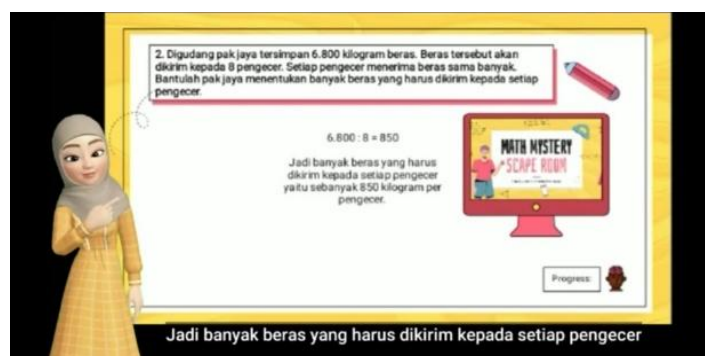 2. Digudang pak jaya tersimpan 6.800 kilogram beras. Beras tersebut akan
dikirim kepada 8 pengecer. Setiap pengecer menerima beras sama banyak.
Bantulah pak jaya menentukan banyak beras yang harus dikirim kepada setiap
pengecer.
6.800 : 8 = 850
Jadi banyak beras yang harus
dikirim kepada setiap pengecer
yaitu sebanyak 850 kilogram per
pengecer.
MATH MYSTERY
SCAPE ROOM
Progress:
Jadi banyak beras yang harus dikirim kepada setiap pengecer